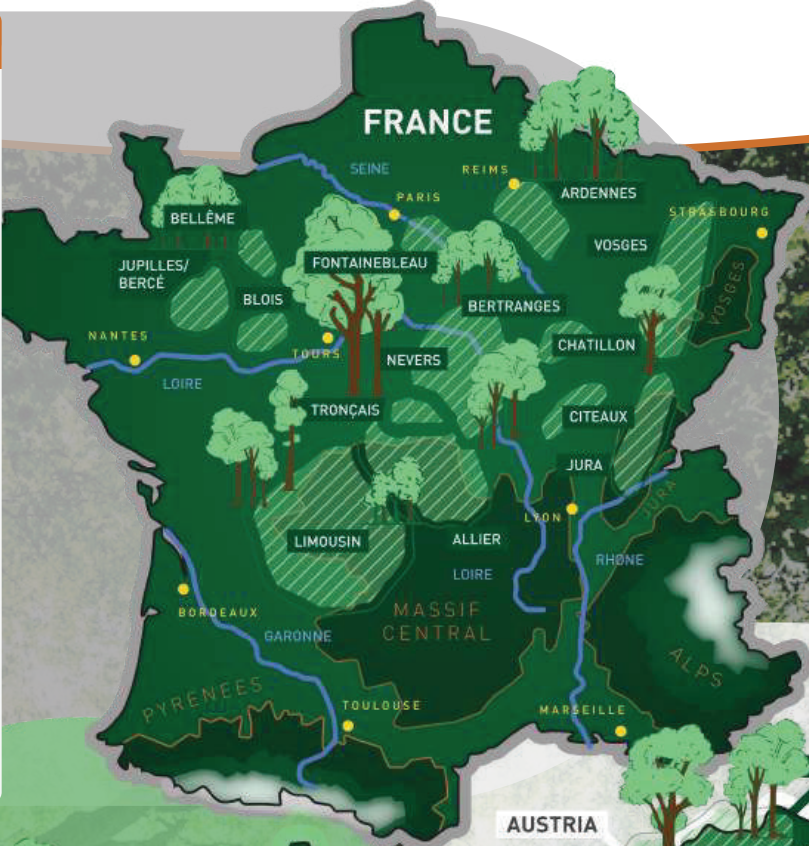 FRANCE
SEINE
REIMS
PARIS
ARDENNES
STRASBOURG
BELLÊME
VOSGES
JUPILLES/
BERCÉ
FONTAINEBLEAU
VOSGES
BLOIS
BERTRANGES
NANTES
TOURS
NEVERS
CHATILLON
LOIRE
TRONÇAIS
CITEAUX
JURA
JURA
LYON
LIMOUSIN
ALLIER
RHØNE
LOIRE
BORDEAUX
MASSIF
CENTRAL
GARONNE
ALPS
PYRENEES
TOULOUSE
MARSEILLE
AUSTRIA